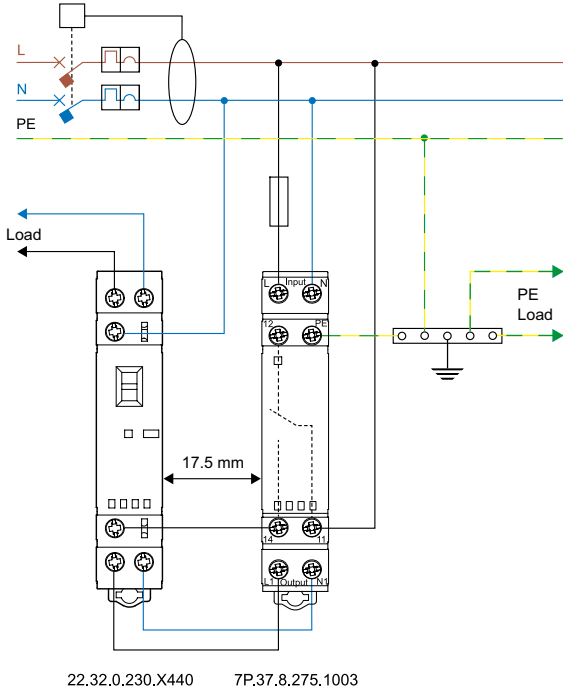 L
N
PE
Load
L Input N
12 PE
PE
Load
17.5 mm
14 11
L1 Output N1
22.32.0.230.X440 7P.37.8.275.1003